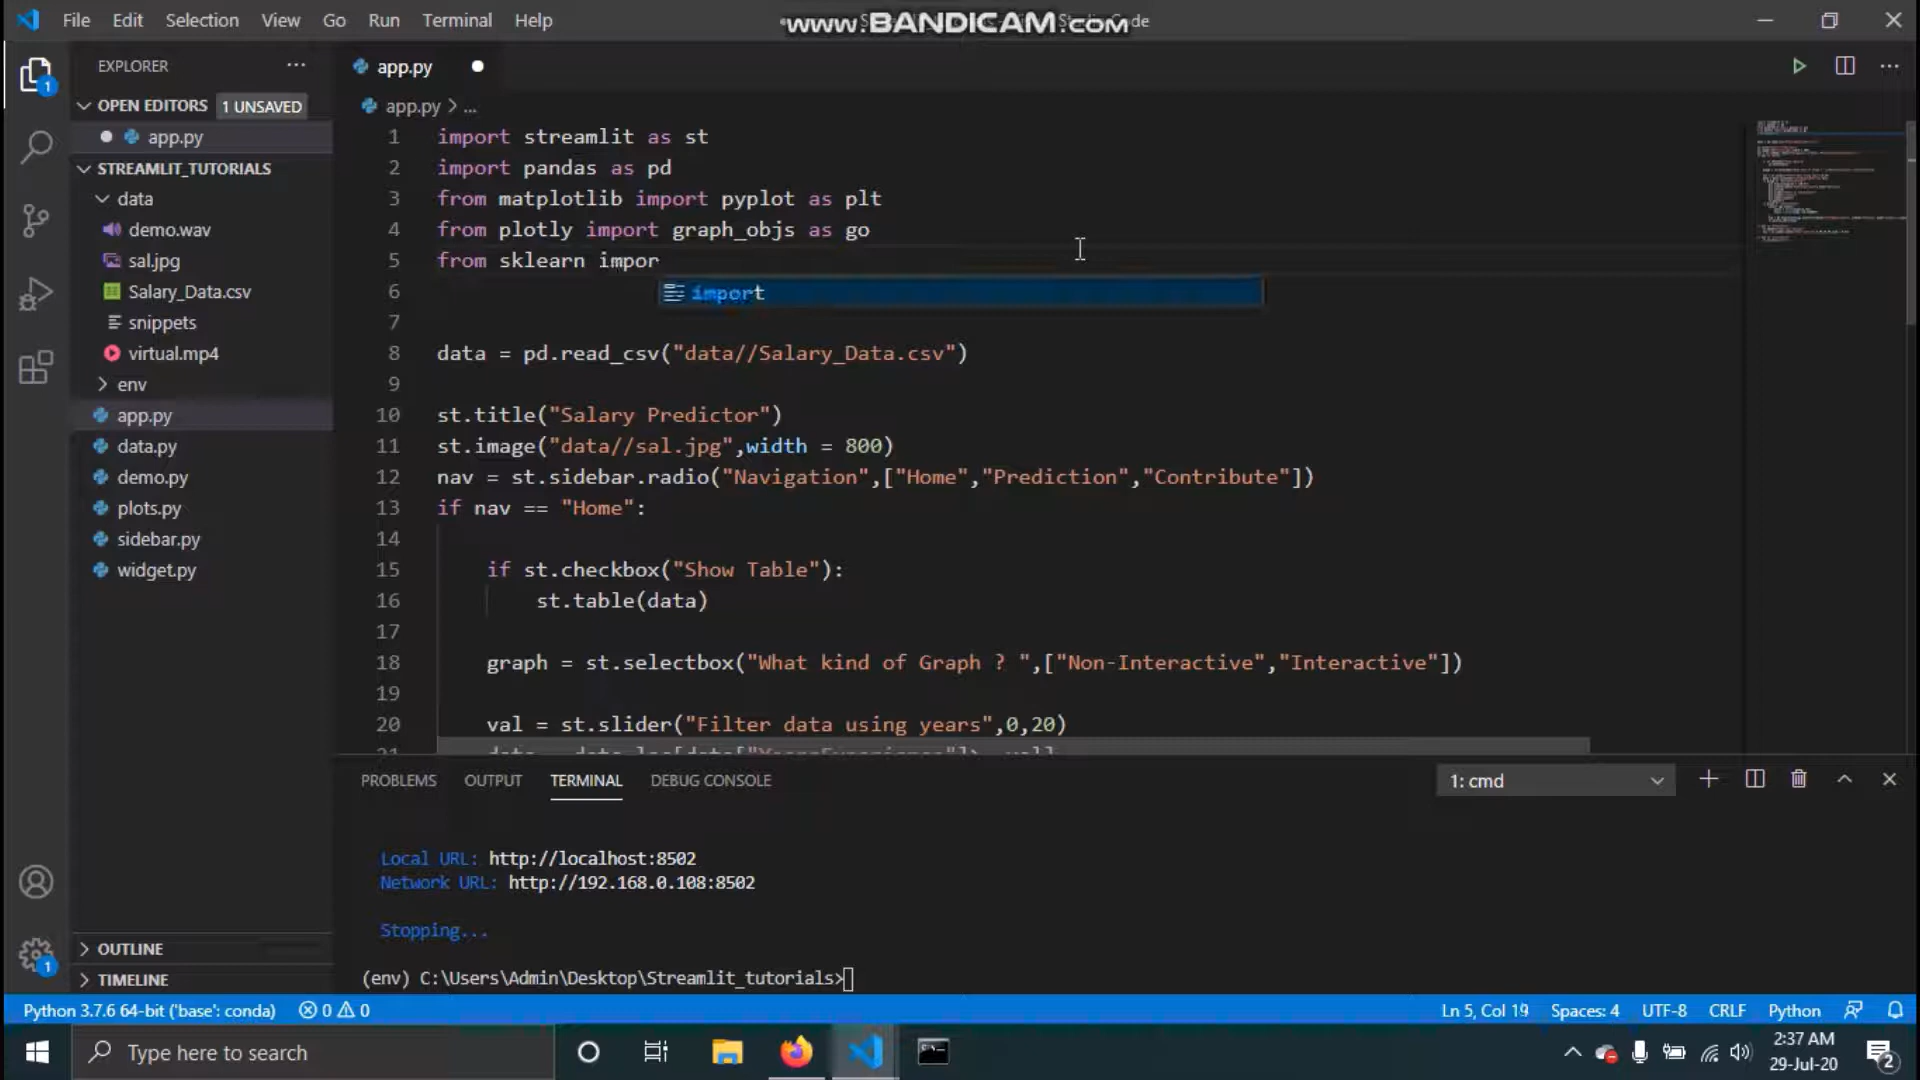 File Edit Selection View Go Run Terminal Help
www.BANDICAM.com
EXPLORER
app.py
OPEN EDITORS 1 UNSAVED
app.py > ...
app.py
STREAMLIT_TUTORIALS
data
demo.wav
sal.jpg
Salary_Data.csv
snippets
virtual.mp4
env
app.py
data.py
demo.py
plots.py
sidebar.py
widget.py
OUTLINE
TIMELINE
1 import streamlit as st
2 import pandas as pd
3 from matplotlib import pyplot as plt
4 from plotly import graph_objs as go
5 from sklearn impor
6
import
7
8 data = pd.read_csv("data//Salary_Data.csv")
9
10 st.title("Salary Predictor")
11 st.image("data//sal.jpg",width = 800)
12 nav = st.sidebar.radio("Navigation",["Home","Prediction","Contribute"])
13 if nav == "Home":
14
15 if st.checkbox("Show Table"):
16 st.table(data)
17
18 graph = st.selectbox("What kind of Graph ? ",["Non-Interactive","Interactive"])
19
20 val = st.slider("Filter data using years",0,20)
PROBLEMS OUTPUT TERMINAL DEBUG CONSOLE
1: cmd
Local URL: http://localhost:8502
Network URL: http://192.168.0.108:8502
Stopping...
(env) C:\Users\Admin\Desktop\Streamlit_tutorials>
Python 3.7.6 64-bit ('base': conda) 0 0
Ln 5, Col 19 Spaces: 4 UTF-8 CRLF Python
Type here to search
2:37 AM
29-Jul-20
2